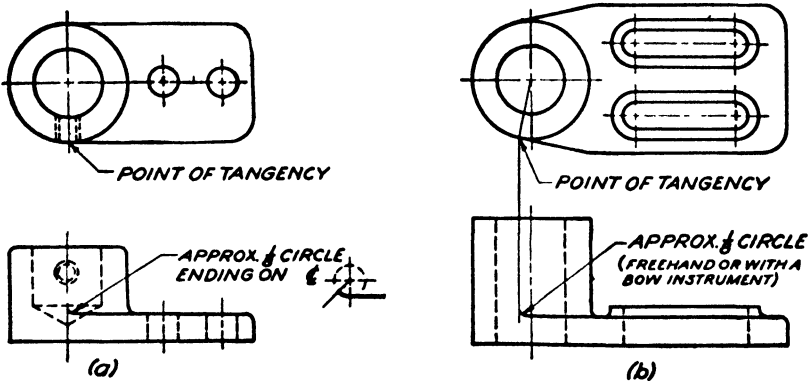 POINT OF TANGENCY
APPROX. ⅛ CIRCLE
ENDING ON ℄
(a)
POINT OF TANGENCY
APPROX. ⅛ CIRCLE
(FREEHAND OR WITH A
BOW INSTRUMENT)
(b)